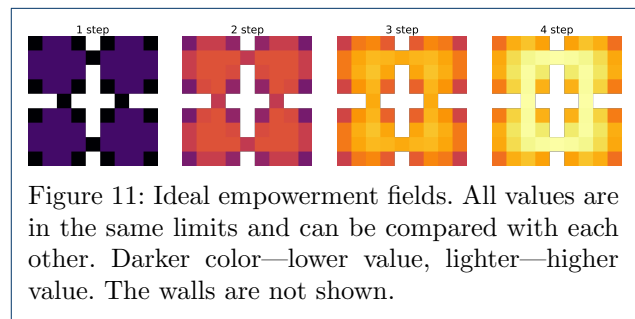 1 step 2 step 3 step 4 step
Figure 11: Ideal empowerment fields. All values are
in the same limits and can be compared with each
other. Darker color—lower value, lighter—higher
value. The walls are not shown.